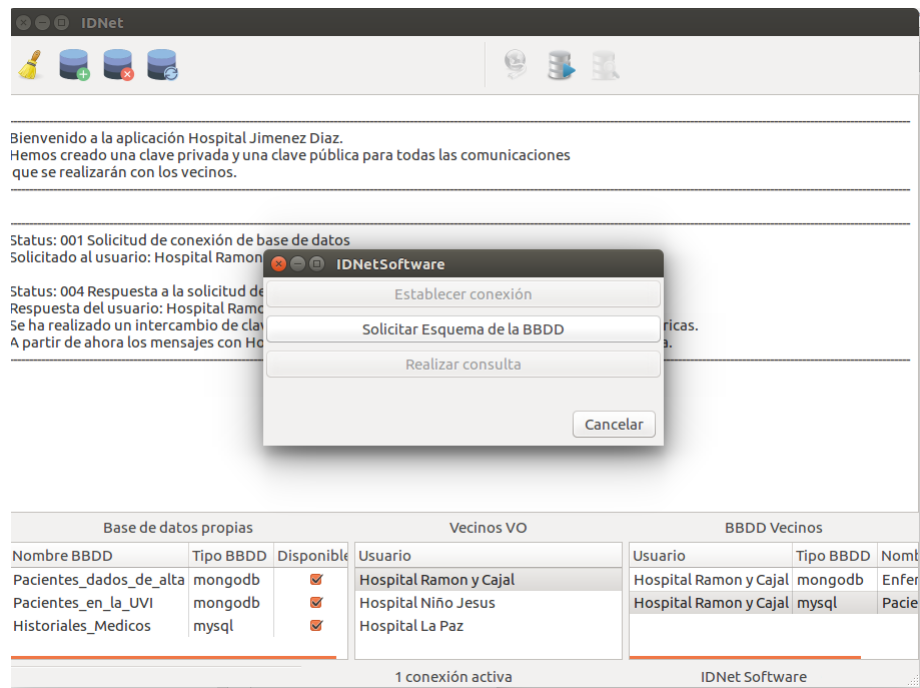 IDNet
Bienvenido a la aplicación Hospital Jimenez Diaz.
Hemos creado una clave privada y una clave pública para todas las comunicaciones
que se realizarán con los vecinos.
Status: 001 Solicitud de conexión de base de datos
Solicitado al usuario: Hospital Ramon
Status: 004 Respuesta a la solicitud de
Respuesta del usuario: Hospital Ramo
Se ha realizado un intercambio de clav ricas.
A partir de ahora los mensajes con Ho a.
IDNetSoftware
Establecer conexión
Solicitar Esquema de la BBDD
Realizar consulta
Cancelar
Base de datos propias Vecinos VO BBDD Vecinos
Nombre BBDD Tipo BBDD Disponible Usuario Usuario Tipo BBDD Nomb
Pacientes_dados_de_alta mongodb Hospital Ramon y Cajal Hospital Ramon y Cajal mongodb Enfer
Pacientes_en_la_UVI mongodb Hospital Niño Jesus Hospital Ramon y Cajal mysql Pacie
Historiales_Medicos mysql Hospital La Paz
1 conexión activa IDNet Software